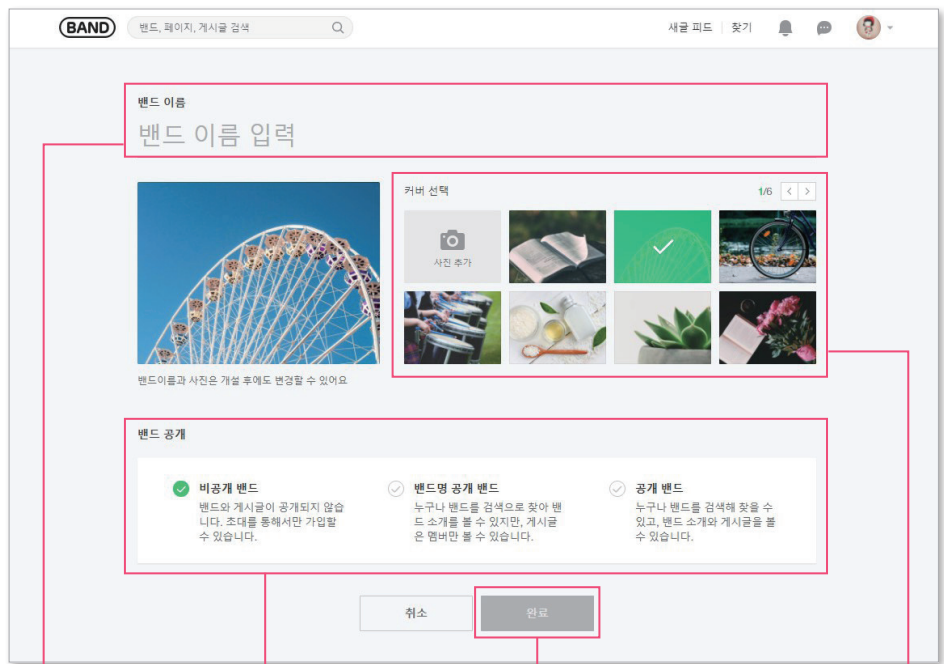 BAND
밴드, 페이지, 게시글 검색
새글 피드
찾기
밴드 이름
밴드 이름 입력
커버 선택
1/6
사진 추가
밴드이름과 사진은 개설 후에도 변경할 수 있어요
밴드 공개
비공개 밴드
밴드와 게시글이 공개되지 않습
니다. 초대를 통해서만 가입할
수 있습니다.
밴드명 공개 밴드
누구나 밴드를 검색으로 찾아 밴
드 소개를 볼 수 있지만, 게시글
은 멤버만 볼 수 있습니다.
공개 밴드
누구나 밴드를 검색해 찾을 수
있고, 밴드 소개와 게시글을 볼
수 있습니다.
취소
완료